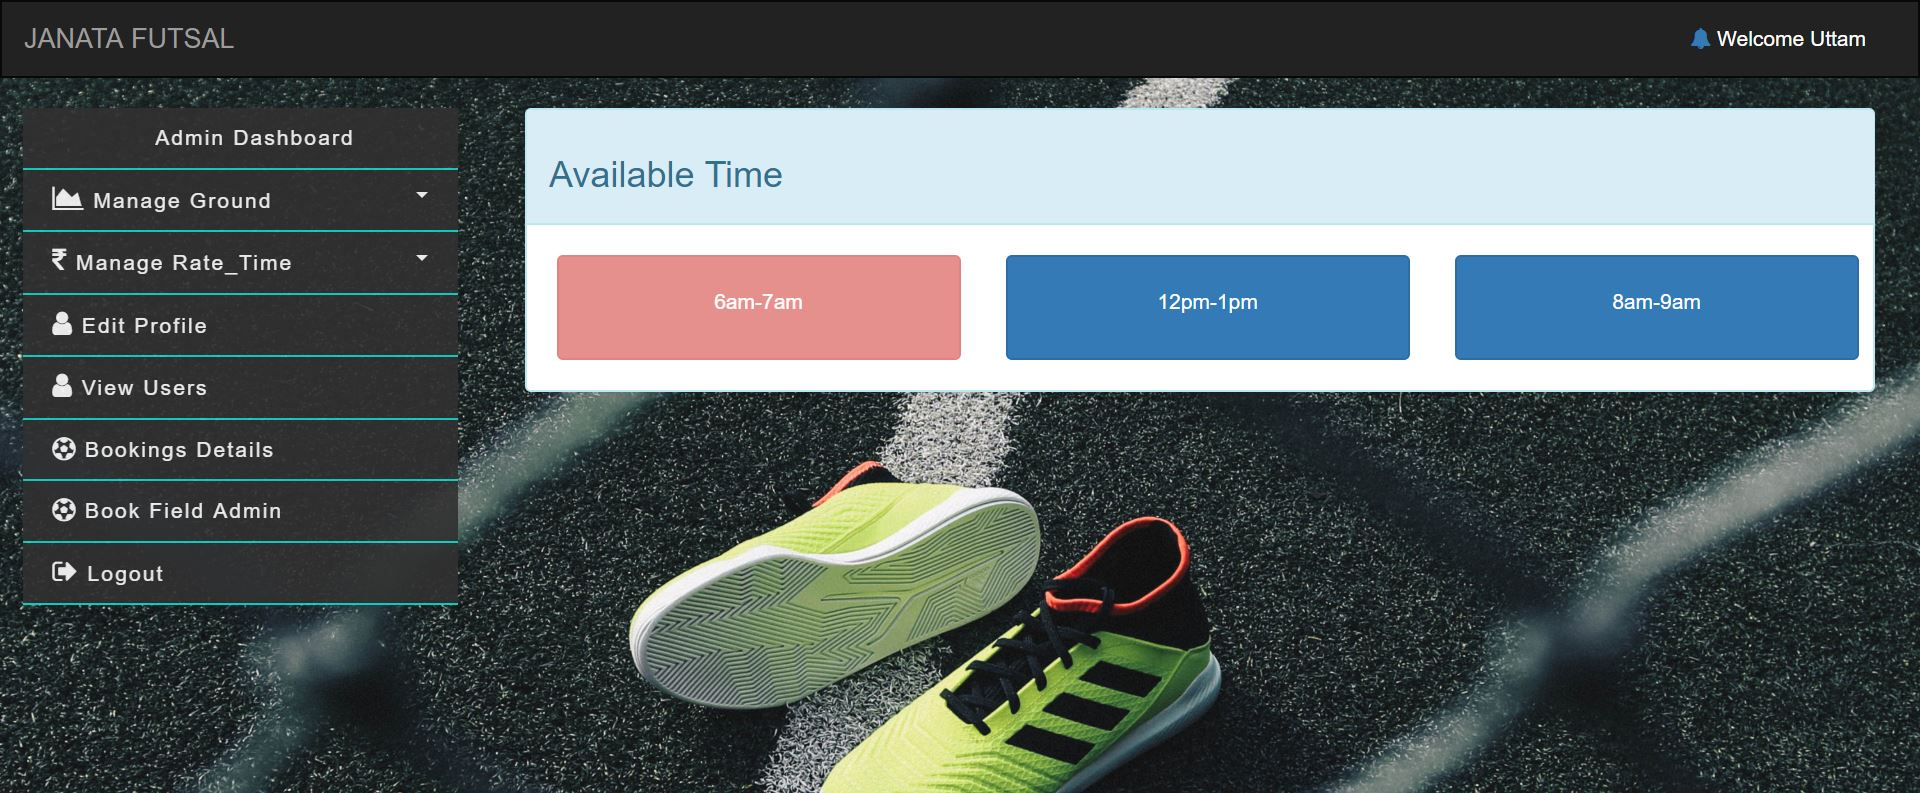 JANATA FUTSAL
Welcome Uttam
Admin Dashboard
Manage Ground
Manage Rate_Time
Edit Profile
View Users
Bookings Details
Book Field Admin
Logout
Available Time
6am-7am
12pm-1pm
8am-9am